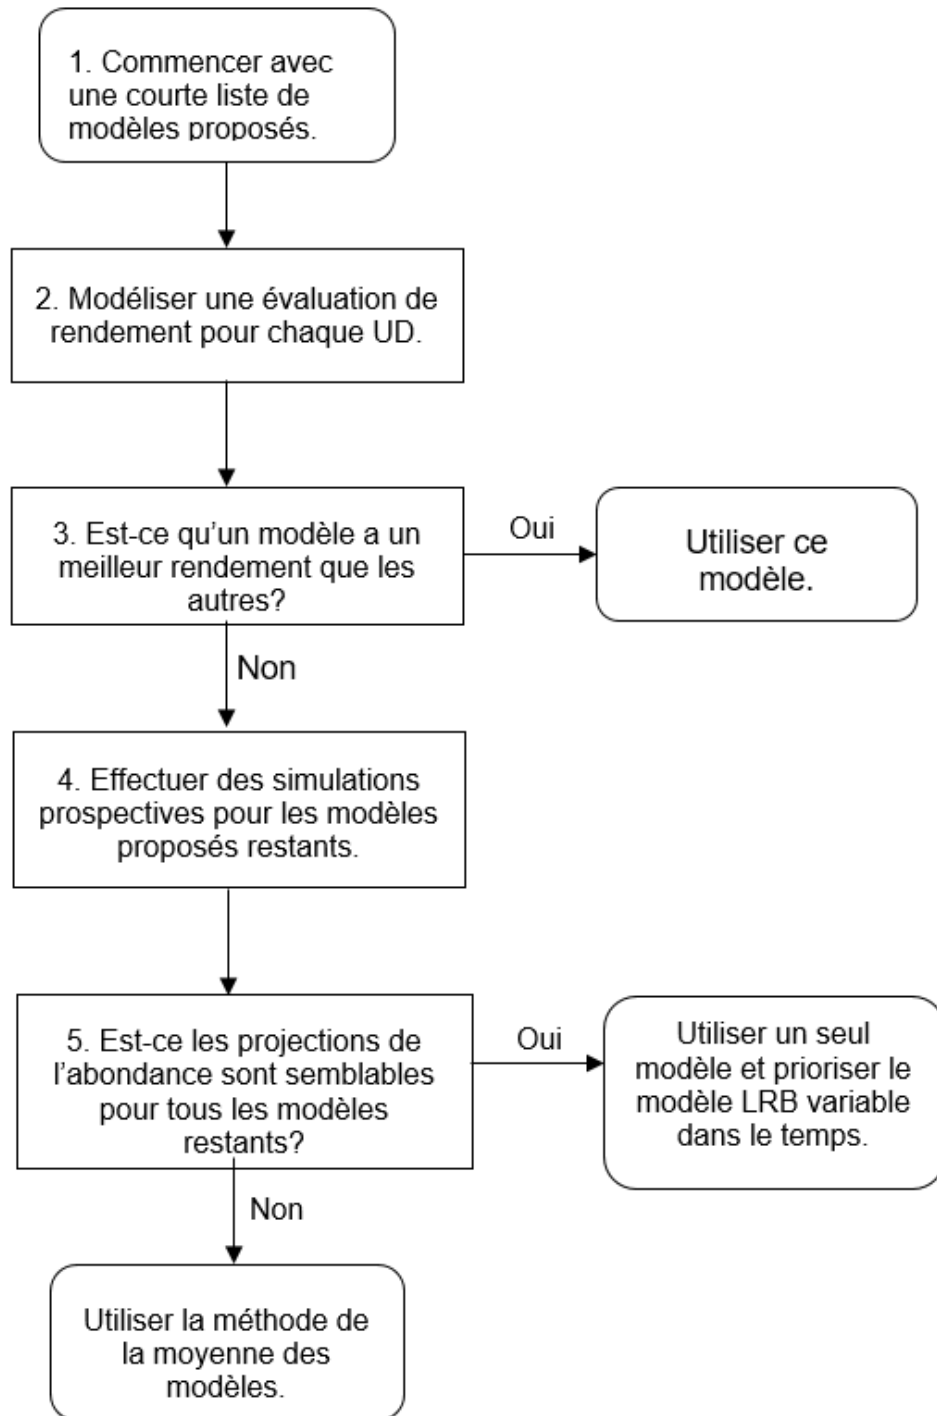 1. Commencer avec
une courte liste de
modèles proposés.
2. Modéliser une évaluation de
rendement pour chaque UD.
3. Est-ce qu'un modèle a un
meilleur rendement que les
autres?
Oui
Utiliser ce
modèle.
Non
4. Effectuer des simulations
prospectives pour les modèles
proposés restants.
5. Est-ce les projections de
l'abondance sont semblables
pour tous les modèles
restants?
Oui
Utiliser un seul
modèle et prioriser le
modèle LRB variable
dans le temps.
Non
Utiliser la méthode de
la moyenne des
modèles.